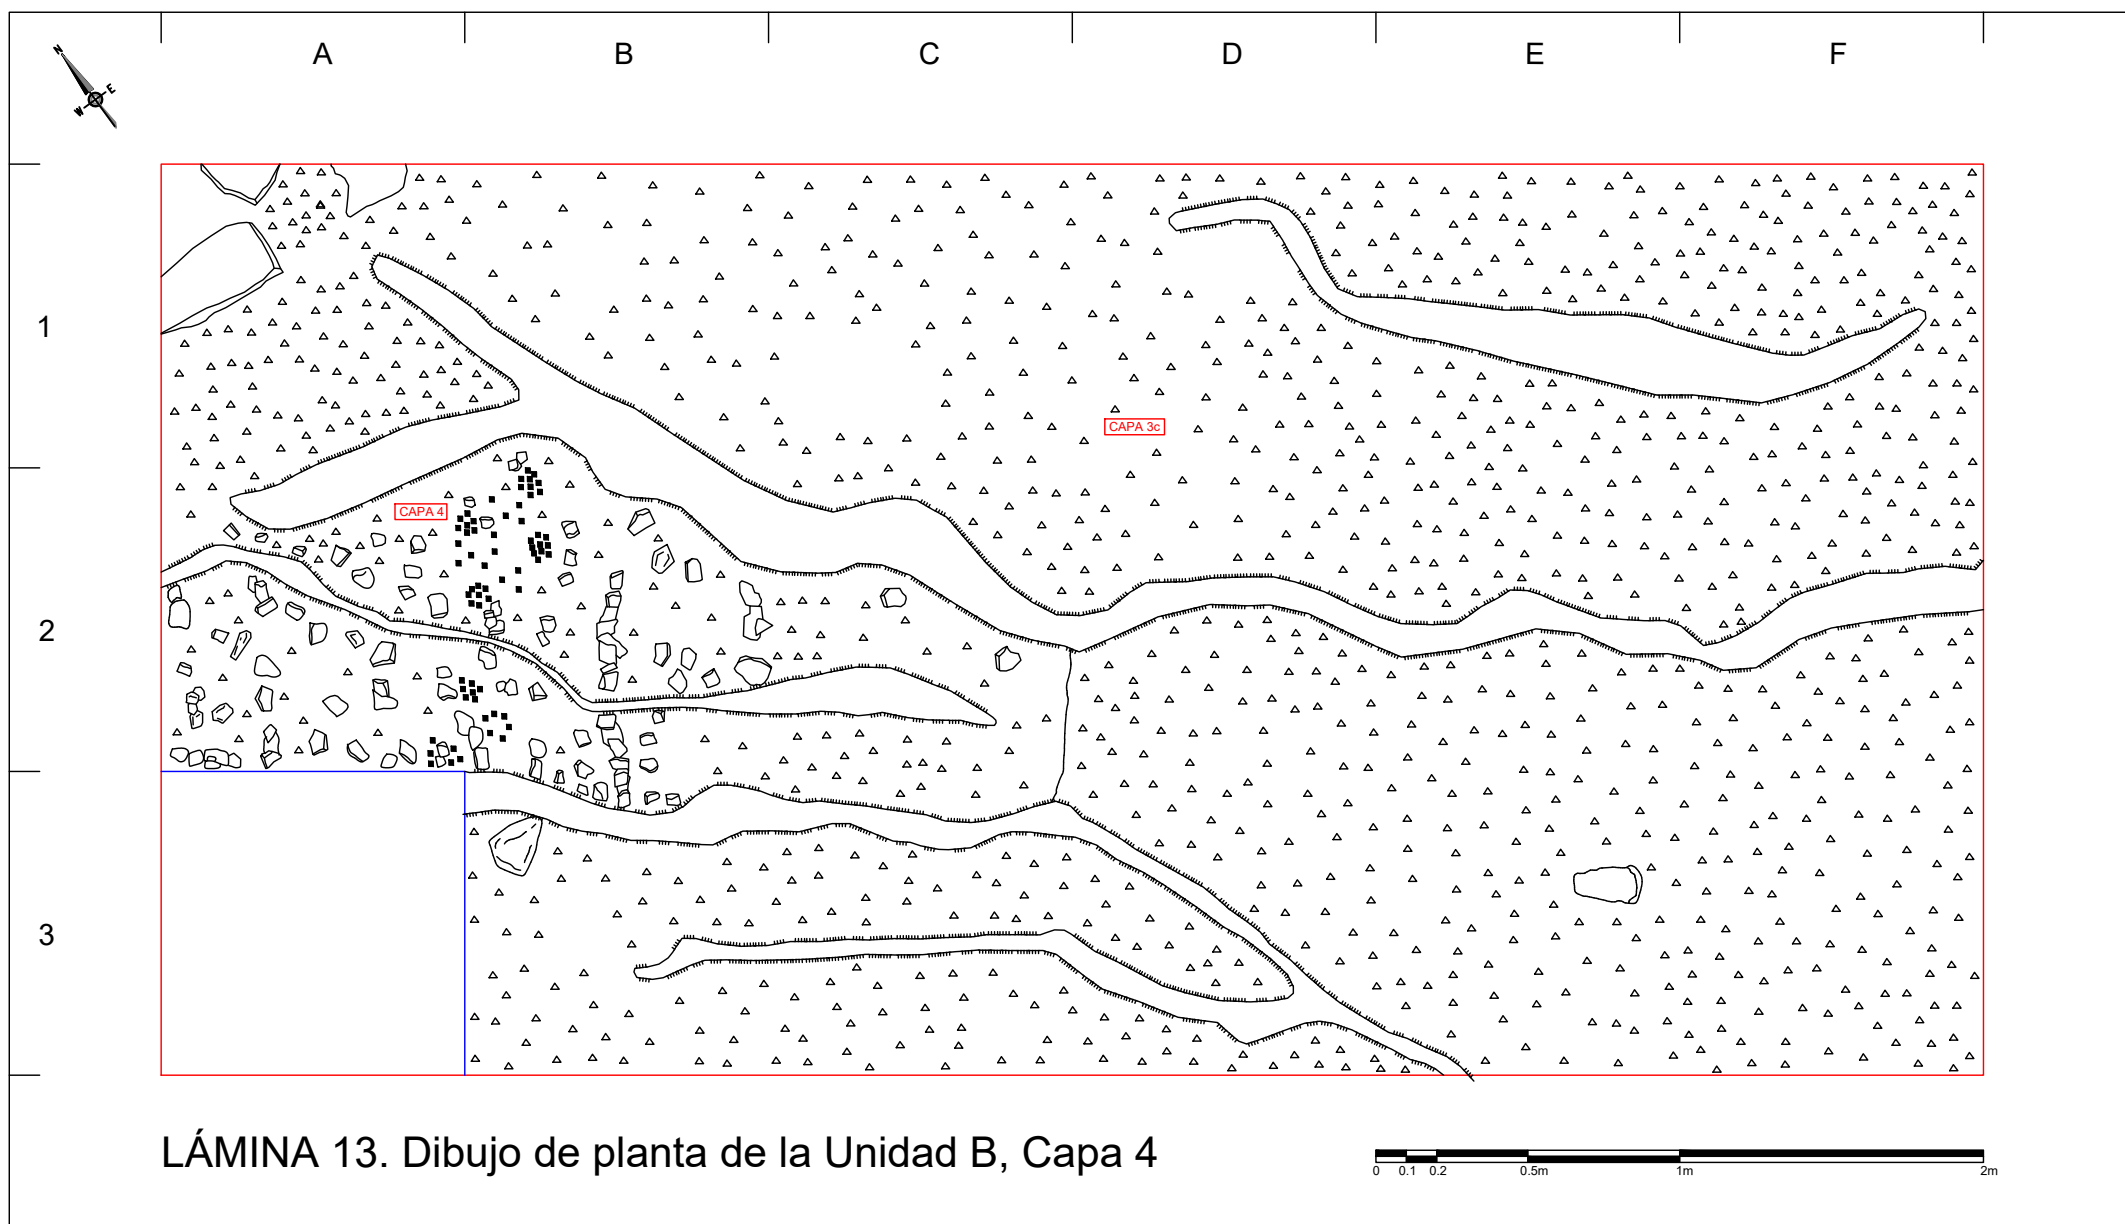 A B C D E F
N
E
W
1
CAPA 3c
CAPA 4
2
3
LÁMINA 13. Dibujo de planta de la Unidad B, Capa 4
0 0.1 0.2 0.5m 1m 2m